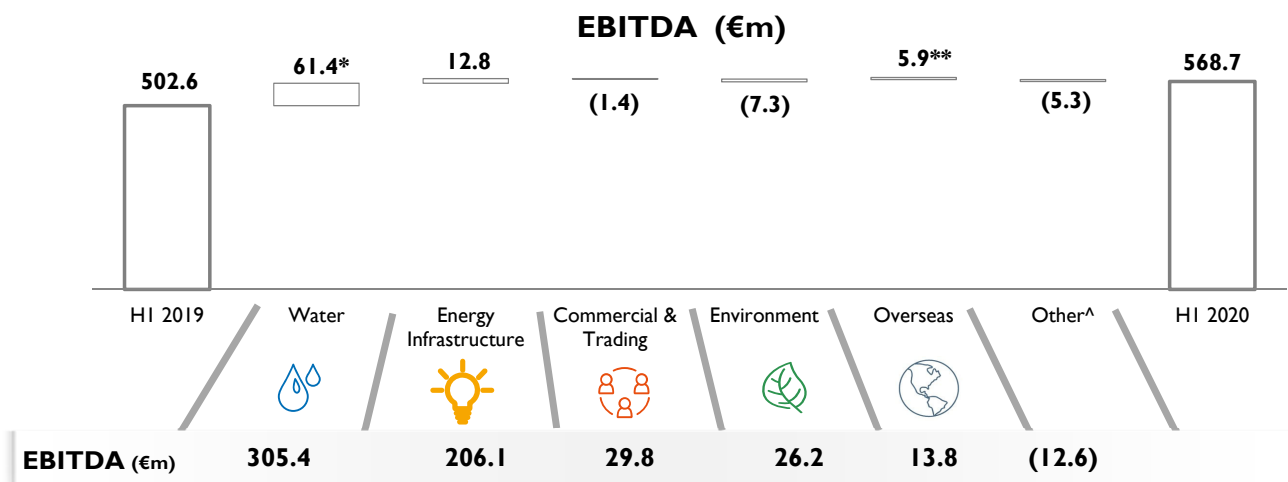 EBITDA (€m)
502.6
61.4*
12.8
(1.4)
(7.3)
5.9**
(5.3)
568.7
H1 2019
Water
Energy
Infrastructure
Commercial &
Trading
Environment
Overseas
Other^
H1 2020
EBITDA (€m)
305.4
206.1
29.8
26.2
13.8
(12.6)